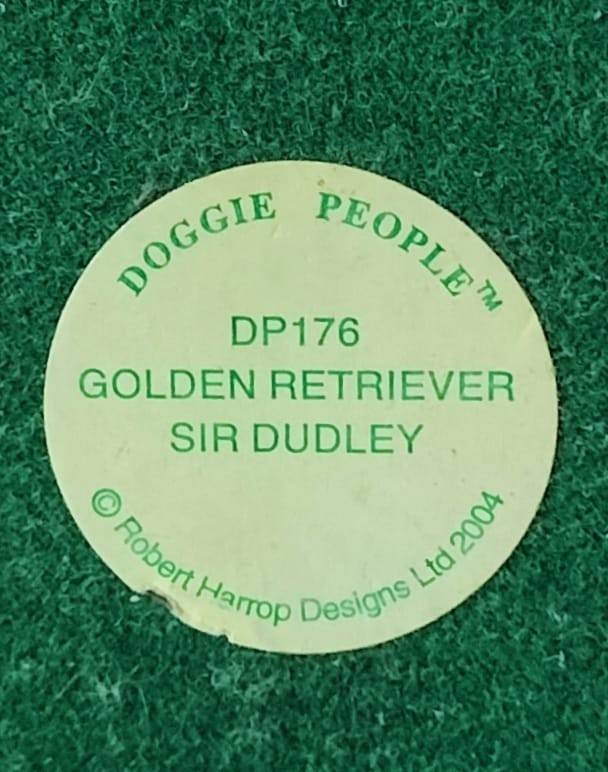 DOGGIE PEOPLE™
DP176
GOLDEN RETRIEVER
SIR DUDLEY
© Robert Harrop Designs Ltd 2004